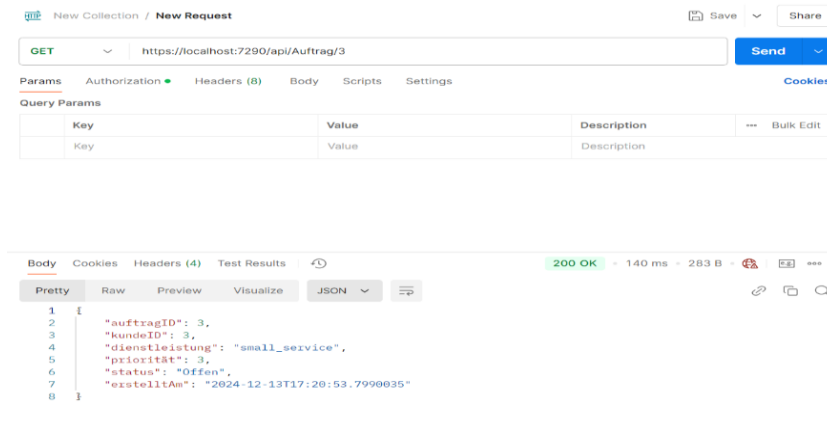 HTTP New Collection / New Request Save Share
GET https://localhost:7290/api/Auftrag/3 Send
Params Authorization Headers (8) Body Scripts Settings Cookies
Query Params
Key Value Description ••• Bulk Edit
Key Value Description
Body Cookies Headers (4) Test Results 200 OK • 140 ms • 283 B •
Pretty Raw Preview Visualize JSON
1 {
2 "auftragID": 3,
3 "kundeID": 3,
4 "dienstleistung": "small_service",
5 "priorität": 3,
6 "status": "Offen",
7 "erstelltAm": "2024-12-13T17:20:53.7990035"
8 }